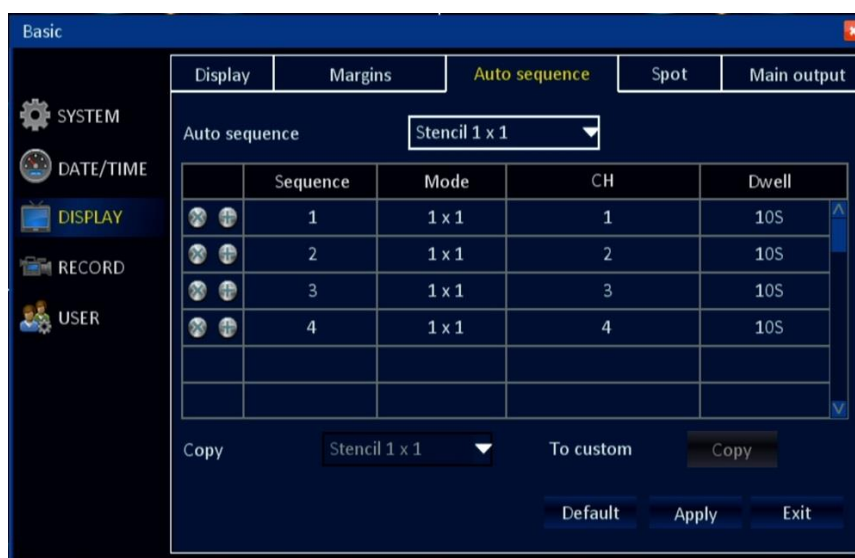 Basic
Display Margins Auto sequence Spot Main output
SYSTEM
DATE/TIME
DISPLAY
RECORD
USER
Auto sequence Stencil 1 x 1
Sequence Mode CH Dwell
1 1 x 1 1 10S
2 1 x 1 2 10S
3 1 x 1 3 10S
4 1 x 1 4 10S
Copy Stencil 1 x 1 To custom Copy
Default Apply Exit